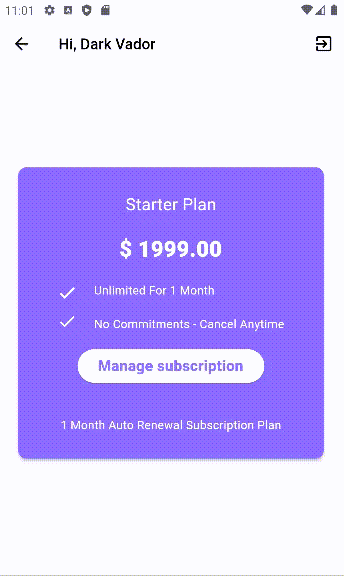 11:01
Hi, Dark Vador
Starter Plan
$ 1999.00
Unlimited For 1 Month
No Commitments - Cancel Anytime
Manage subscription
1 Month Auto Renewal Subscription Plan